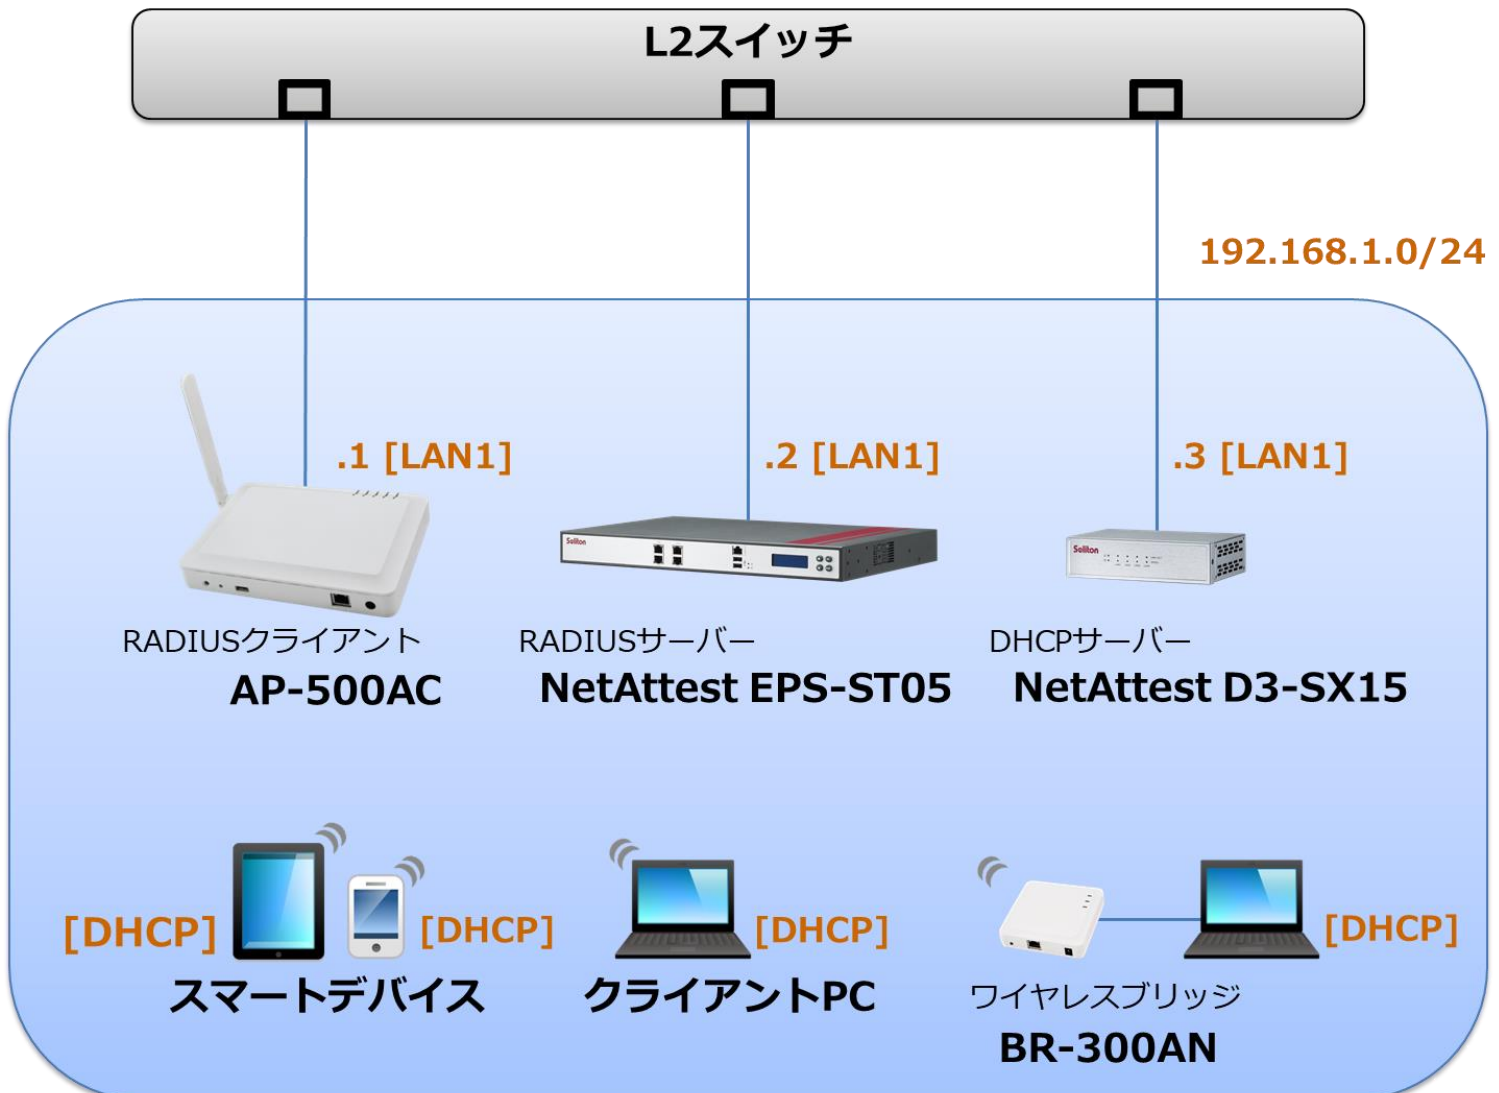 L2スイッチ
192.168.1.0/24
.1 [LAN1]
.2 [LAN1]
.3 [LAN1]
Soliton
Soliton
RADIUSクライアント
AP-500AC
RADIUSサーバー
NetAttest EPS-ST05
DHCPサーバー
NetAttest D3-SX15
[DHCP]
[DHCP]
スマートデバイス
[DHCP]
クライアントPC
[DHCP]
ワイヤレスブリッジ
BR-300AN